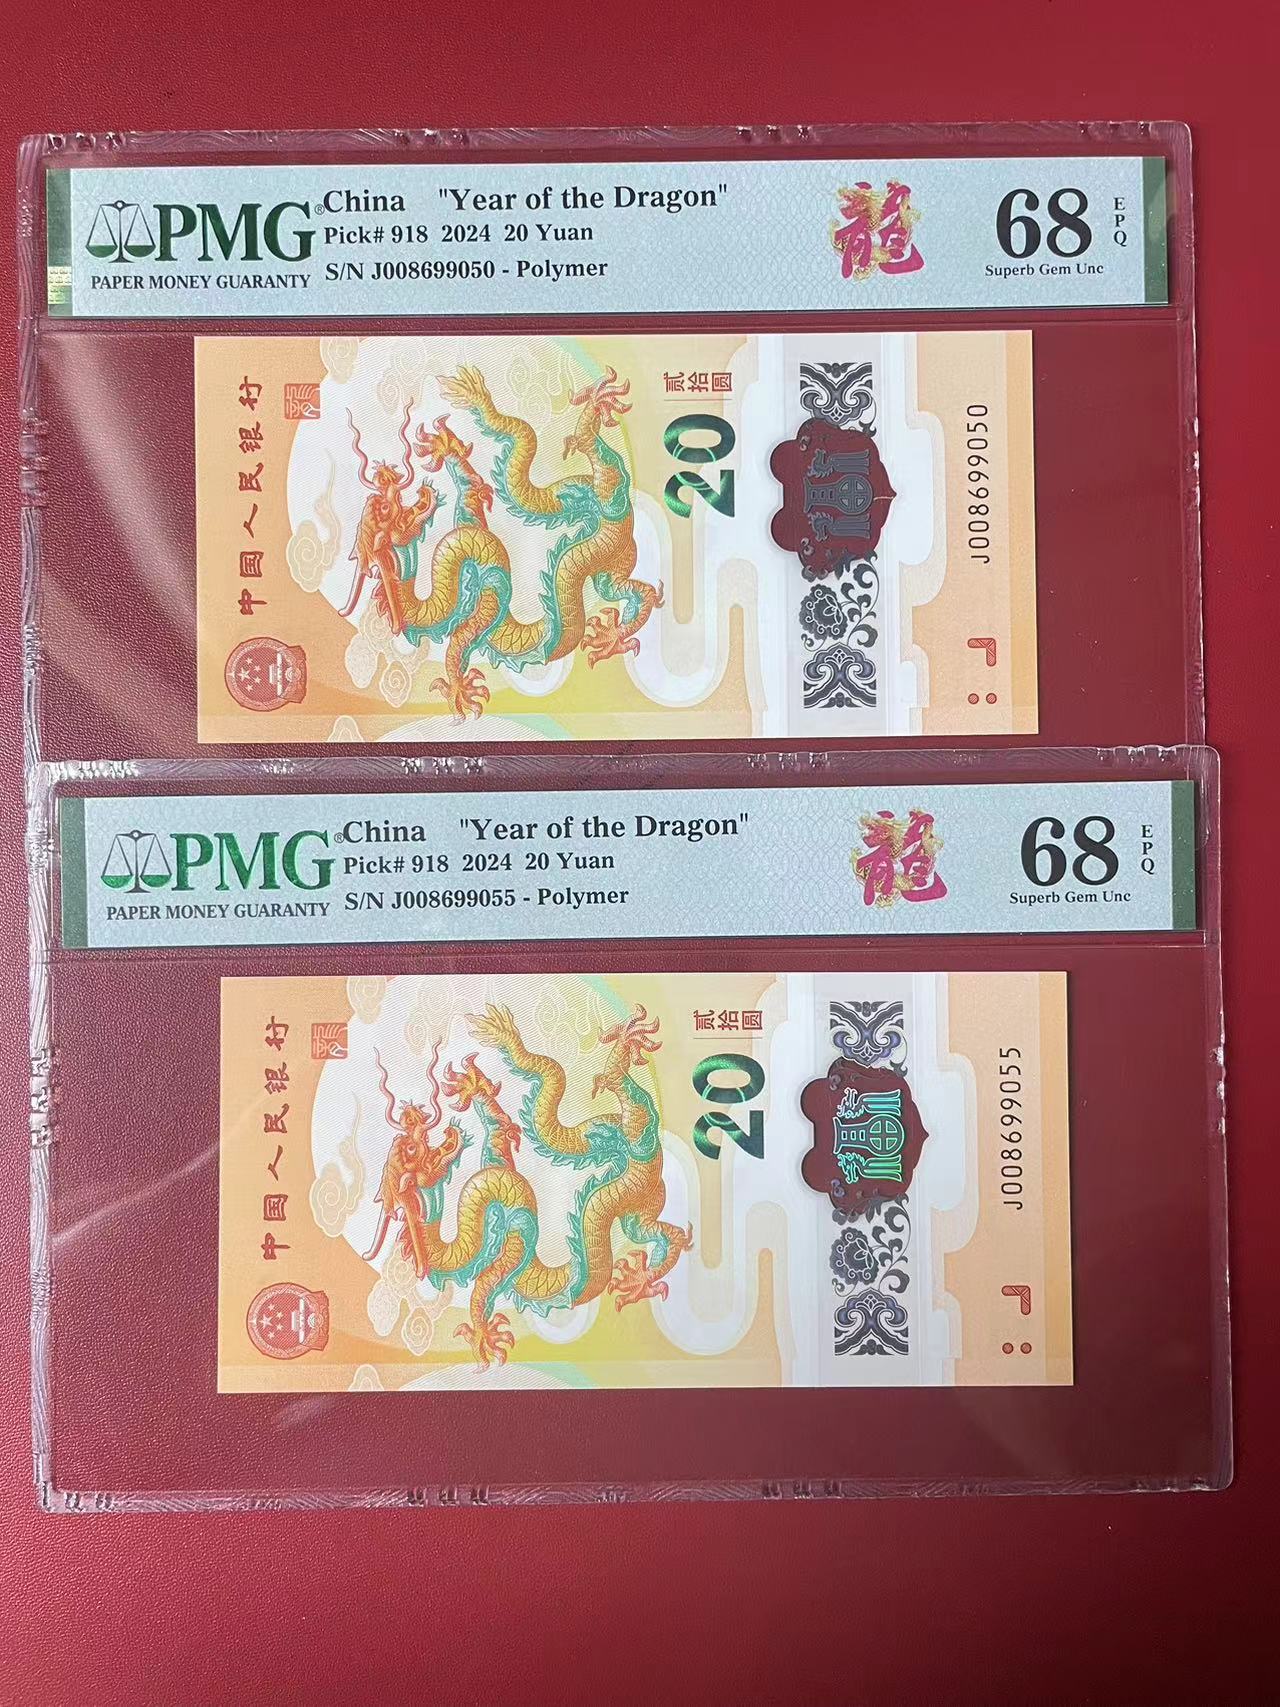 PMG®
PAPER MONEY GUARANTY
China "Year of the Dragon"
Pick# 918 2024 20 Yuan
S/N J008699050 - Polymer
龍
68
EPQ
Superb Gem Unc
中国人民银行
贰拾圆
20
J008699050
PMG®
PAPER MONEY GUARANTY
China "Year of the Dragon"
Pick# 918 2024 20 Yuan
S/N J008699055 - Polymer
龍
68
EPQ
Superb Gem Unc
中国人民银行
贰拾圆
20
J008699055